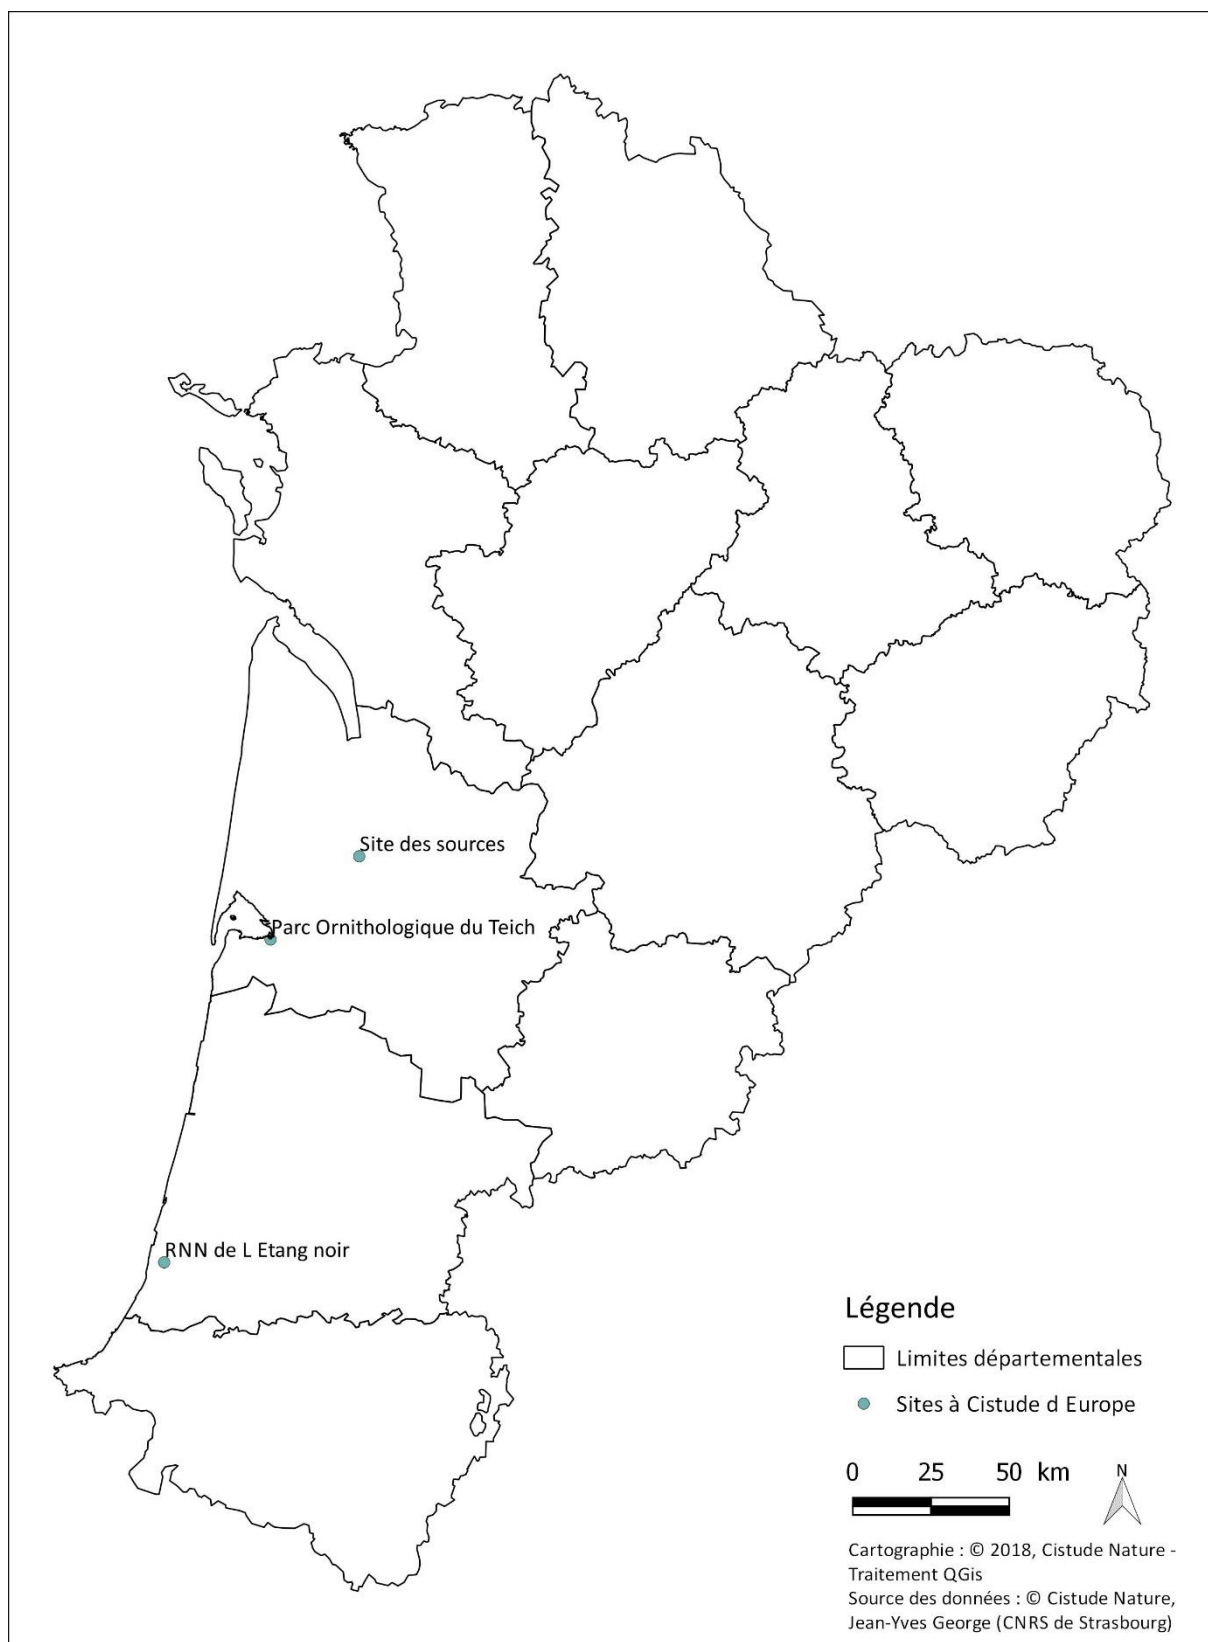 Site des sources
Parc Ornithologique du Teich
RNN de L Etang noir
Légende
Limites départementales
Sites à Cistude d Europe
0 25 50 km
N
Cartographie : © 2018, Cistude Nature -
Traitement QGis
Source des données : © Cistude Nature,
Jean-Yves George (CNRS de Strasbourg)